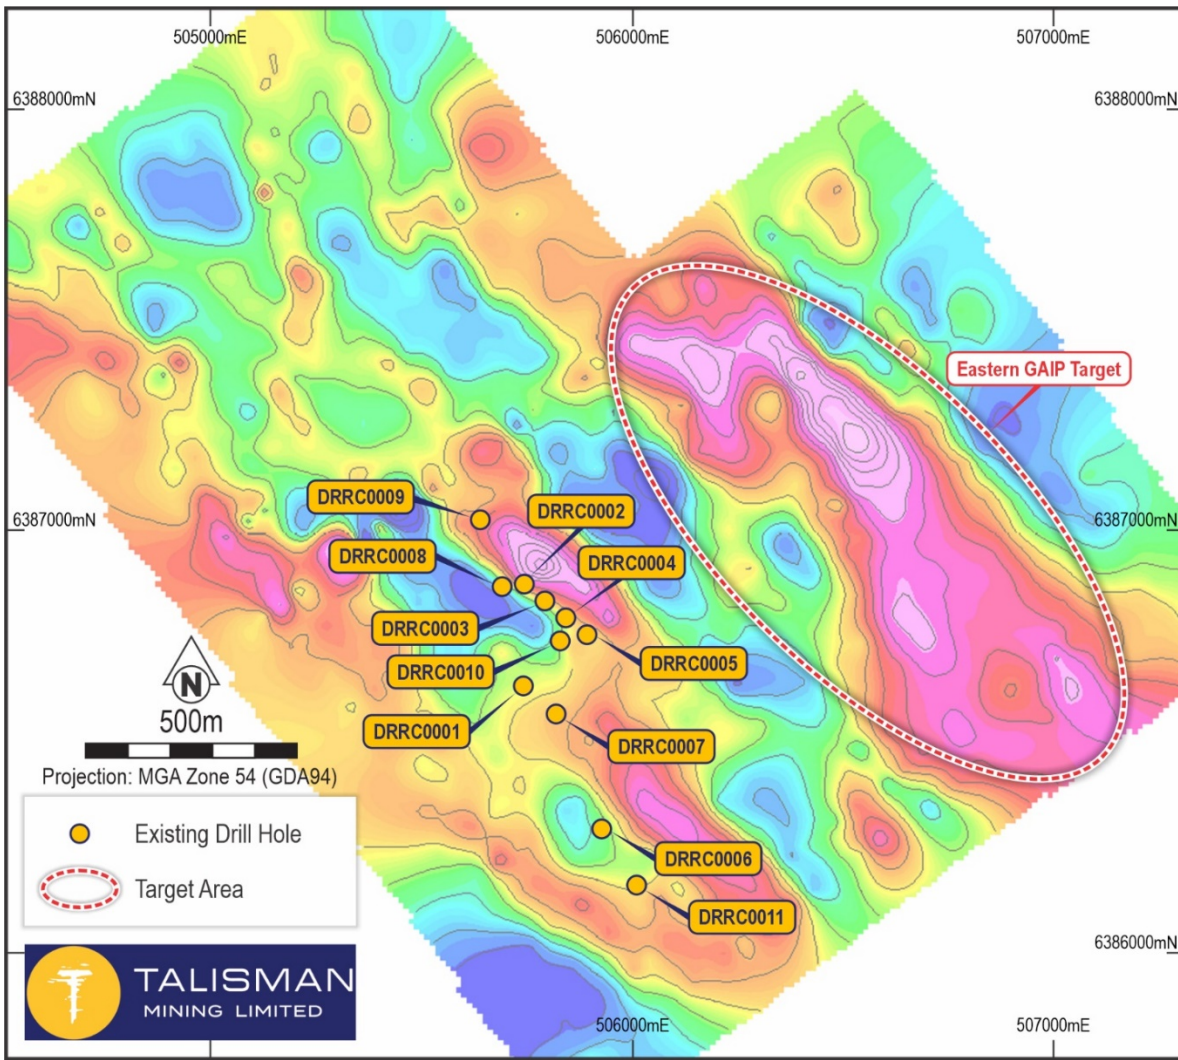 505000mE
506000mE
507000mE
6388000mN
6388000mN
Eastern GAIP Target
DRRC0009
DRRC0002
6387000mN
6387000mN
DRRC0008
DRRC0004
DRRC0003
DRRC0005
DRRC0010
DRRC0001
DRRC0007
N
500m
Projection: MGA Zone 54 (GDA94)
Existing Drill Hole
DRRC0006
Target Area
DRRC0011
6386000mN
TALISMAN
MINING LIMITED
506000mE
507000mE